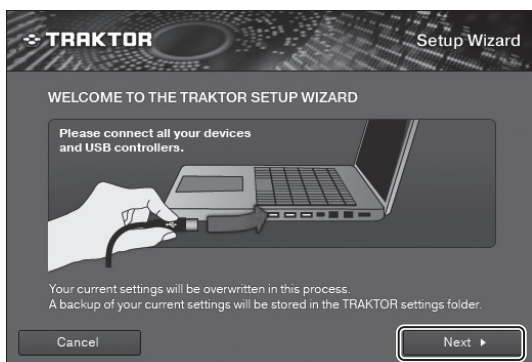 TRAKTOR
Setup Wizard
WELCOME TO THE TRAKTOR SETUP WIZARD
Please connect all your devices
and USB controllers.
Your current settings will be overwritten in this process.
A backup of your current settings will be stored in the TRAKTOR settings folder.
Cancel
Next